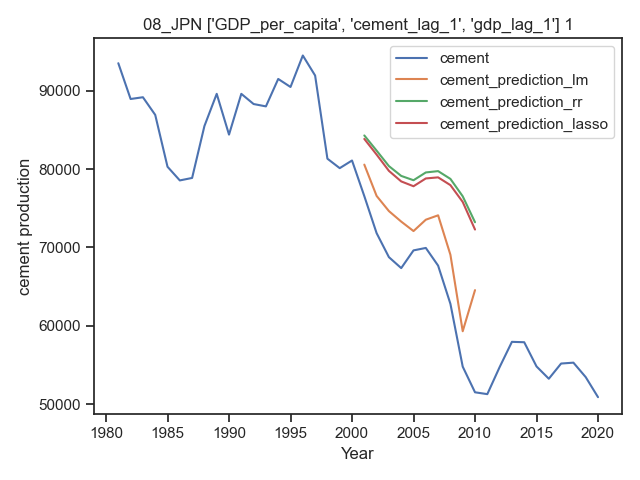 08_JPN ['GDP_per_capita', 'cement_lag_1', 'gdp_lag_1'] 1
cement
cement_prediction_lm
cement_prediction_rr
cement_prediction_lasso
cement production
90000
80000
70000
60000
50000
1980 1985 1990 1995 2000 2005 2010 2015 2020
Year